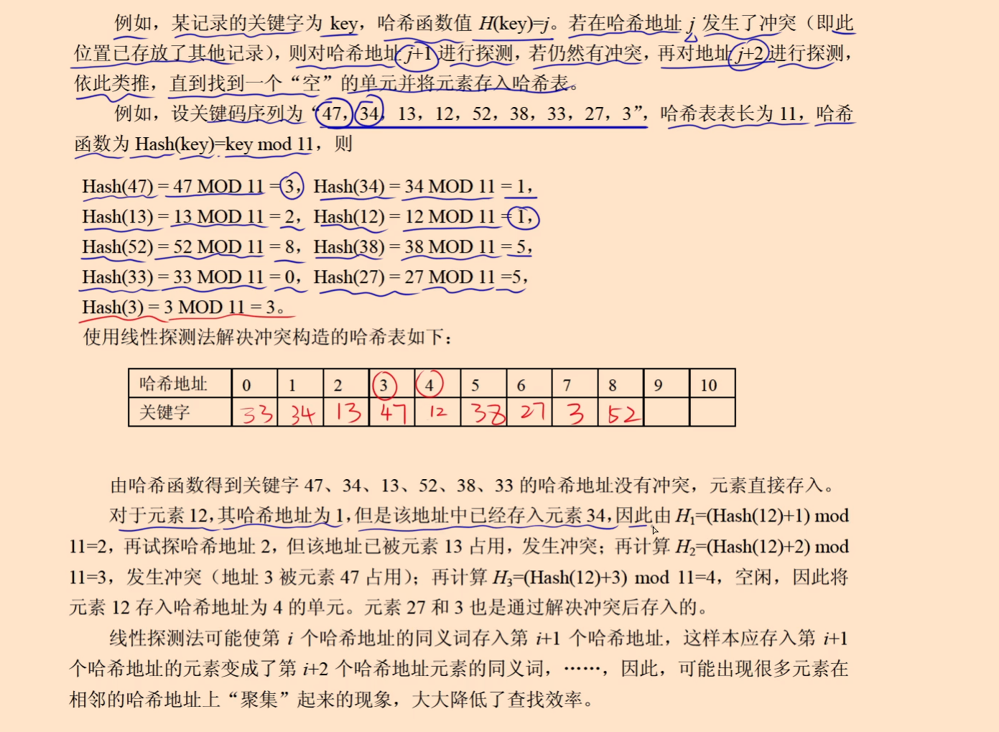 例如，某记录的关键字为 key，哈希函数值 H(key)=j。若在哈希地址 j 发生了冲突（即此
位置已存放了其他记录），则对哈希地址 j+1 进行探测，若仍然有冲突，再对地址 j+2 进行探测，
依此类推，直到找到一个“空”的单元并将元素存入哈希表。
例如，设关键码序列为“47，34，13，12，52，38，33，27，3”，哈希表表长为 11，哈希
函数为 Hash(key)=key mod 11，则
Hash(47) = 47 MOD 11 =3，Hash(34) = 34 MOD 11 = 1，
Hash(13) = 13 MOD 11 = 2，Hash(12) = 12 MOD 11 = 1，
Hash(52) = 52 MOD 11 = 8，Hash(38) = 38 MOD 11 = 5，
Hash(33) = 33 MOD 11 = 0，Hash(27) = 27 MOD 11 =5，
Hash(3) = 3 MOD 11 = 3。
使用线性探测法解决冲突构造的哈希表如下：
哈希地址 0 1 2 3 4 5 6 7 8 9 10
关键字 33 34 13 47 12 38 27 3 52
由哈希函数得到关键字 47、34、13、52、38、33 的哈希地址没有冲突，元素直接存入。
对于元素 12，其哈希地址为 1，但是该地址中已经存入元素 34，因此由 H₁=(Hash(12)+1) mod
11=2，再试探哈希地址 2，但该地址已被元素 13 占用，发生冲突；再计算 H₂=(Hash(12)+2) mod
11=3，发生冲突（地址 3 被元素 47 占用）；再计算 H₃=(Hash(12)+3) mod 11=4，空闲，因此将
元素 12 存入哈希地址为 4 的单元。元素 27 和 3 也是通过解决冲突后存入的。
线性探测法可能使第 i 个哈希地址的同义词存入第 i+1 个哈希地址，这样本应存入第 i+1
个哈希地址的元素变成了第 i+2 个哈希地址元素的同义词，……，因此，可能出现很多元素在
相邻的哈希地址上“聚集”起来的现象，大大降低了查找效率。